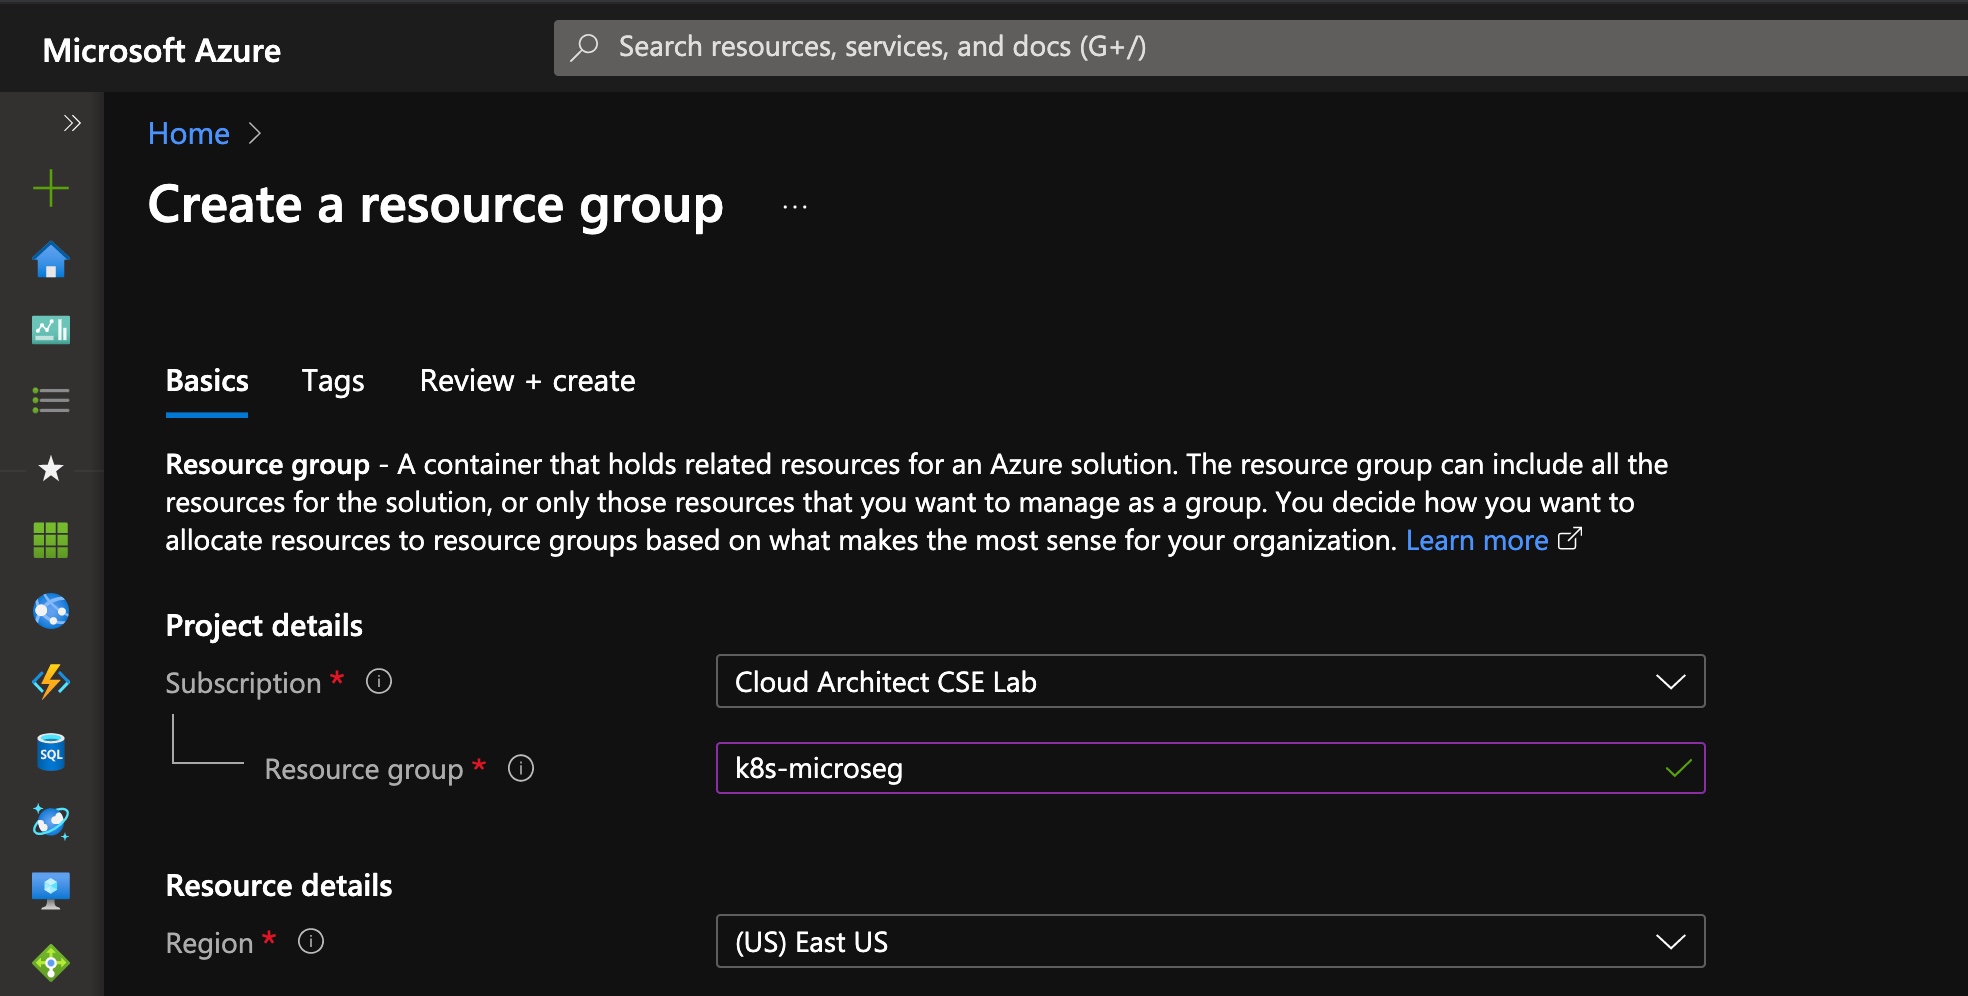 Microsoft Azure
Search resources, services, and docs (G+/)
Home
Create a resource group
Basics Tags Review + create
Resource group - A container that holds related resources for an Azure solution. The resource group can include all the
resources for the solution, or only those resources that you want to manage as a group. You decide how you want to
allocate resources to resource groups based on what makes the most sense for your organization. Learn more
Project details
Subscription * Cloud Architect CSE Lab
Resource group * k8s-microseg
SQL
Resource details
Region * (US) East US